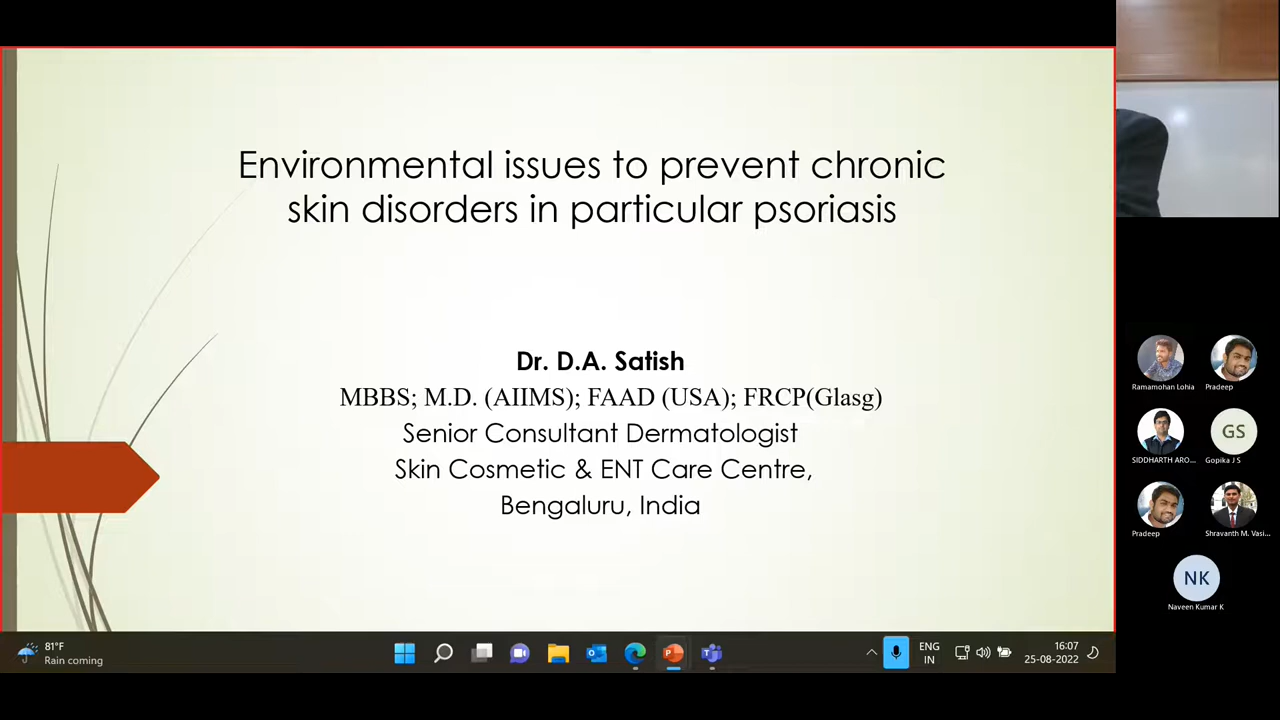 Environmental issues to prevent chronic
skin disorders in particular psoriasis
Dr. D.A. Satish
MBBS; M.D. (AIIMS); FAAD (USA); FRCP(Glasg)
Senior Consultant Dermatologist
Skin Cosmetic & ENT Care Centre,
Bengaluru, India
81°F
Rain coming
ENG
IN
16:07
25-08-2022
Ramamohan Lohia
Pradeep
SIDDHARTH ARO...
GS
Gopika J S
Pradeep
Shravanth M. Vasi...
NK
Naveen Kumar K